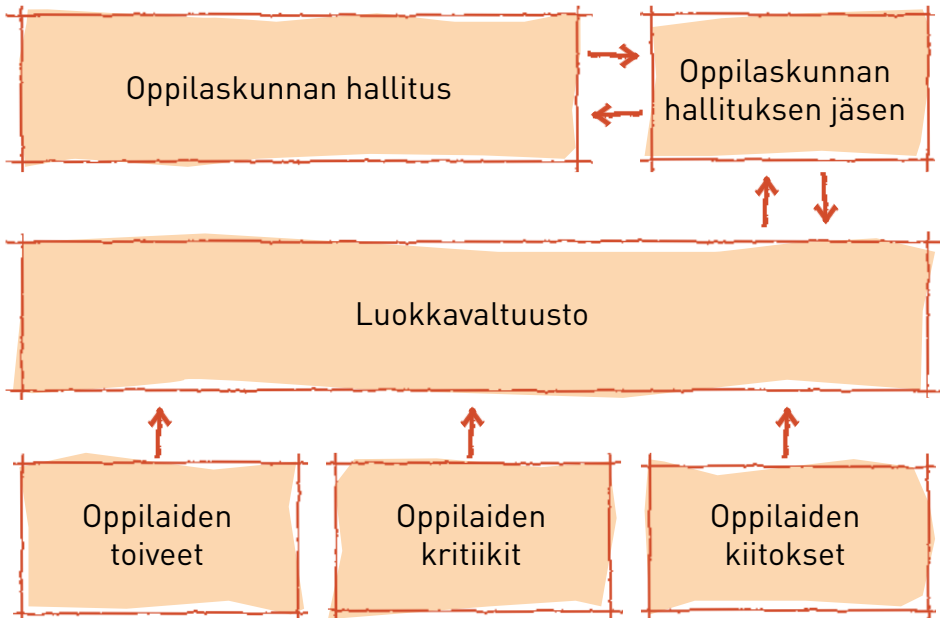 Oppilaskunnan hallitus
Oppilaskunnan
hallituksen jäsen
Luokkavaltuusto
Oppilaiden
toiveet
Oppilaiden
kritiikit
Oppilaiden
kiitokset